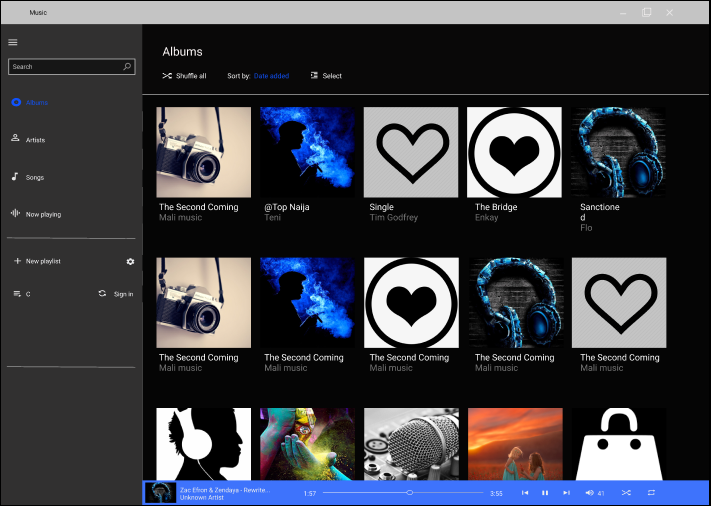 Music
Search
Albums
Artists
Songs
Now playing
New playlist
C
Sign in
Albums
Shuffle all
Sort by: Date added
Select
The Second Coming
Mali music
@Top Naija
Teni
Single
Tim Godfrey
The Bridge
Enkay
Sanctione
d
Flo
The Second Coming
Mali music
The Second Coming
Mali music
The Second Coming
Mali music
The Second Coming
Mali music
The Second Coming
Mali music
Zac Efron & Zendaya - Rewrite...
Unknown Artist
1:57
3:55
41